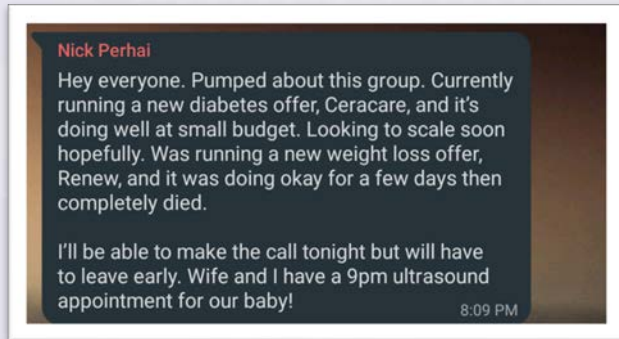 Nick Perhai
Hey everyone. Pumped about this group. Currently
running a new diabetes offer, Ceracare, and it's
doing well at small budget. Looking to scale soon
hopefully. Was running a new weight loss offer,
Renew, and it was doing okay for a few days then
completely died.
I'll be able to make the call tonight but will have
to leave early. Wife and I have a 9pm ultrasound
appointment for our baby!
8:09 PM